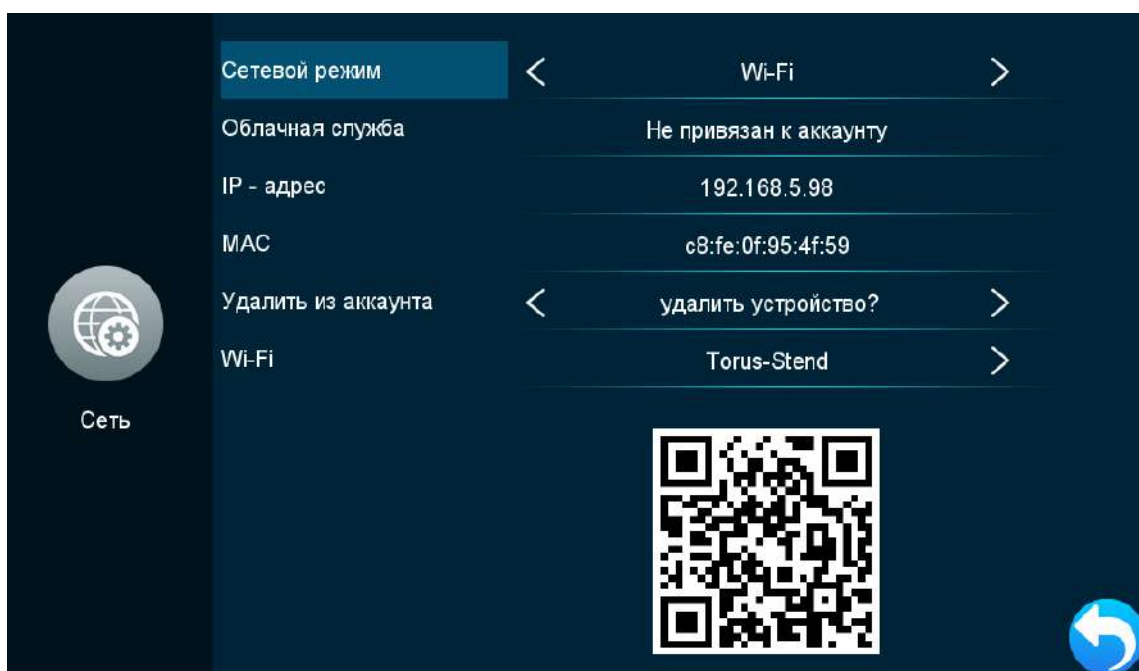 Сетевой режим
Wi-Fi
Облачная служба
Не привязан к аккаунту
IP - адрес
192.168.5.98
MAC
c8:fe:0f:95:4f:59
Удалить из аккаунта
удалить устройство?
Wi-Fi
Torus-Stend
Сеть